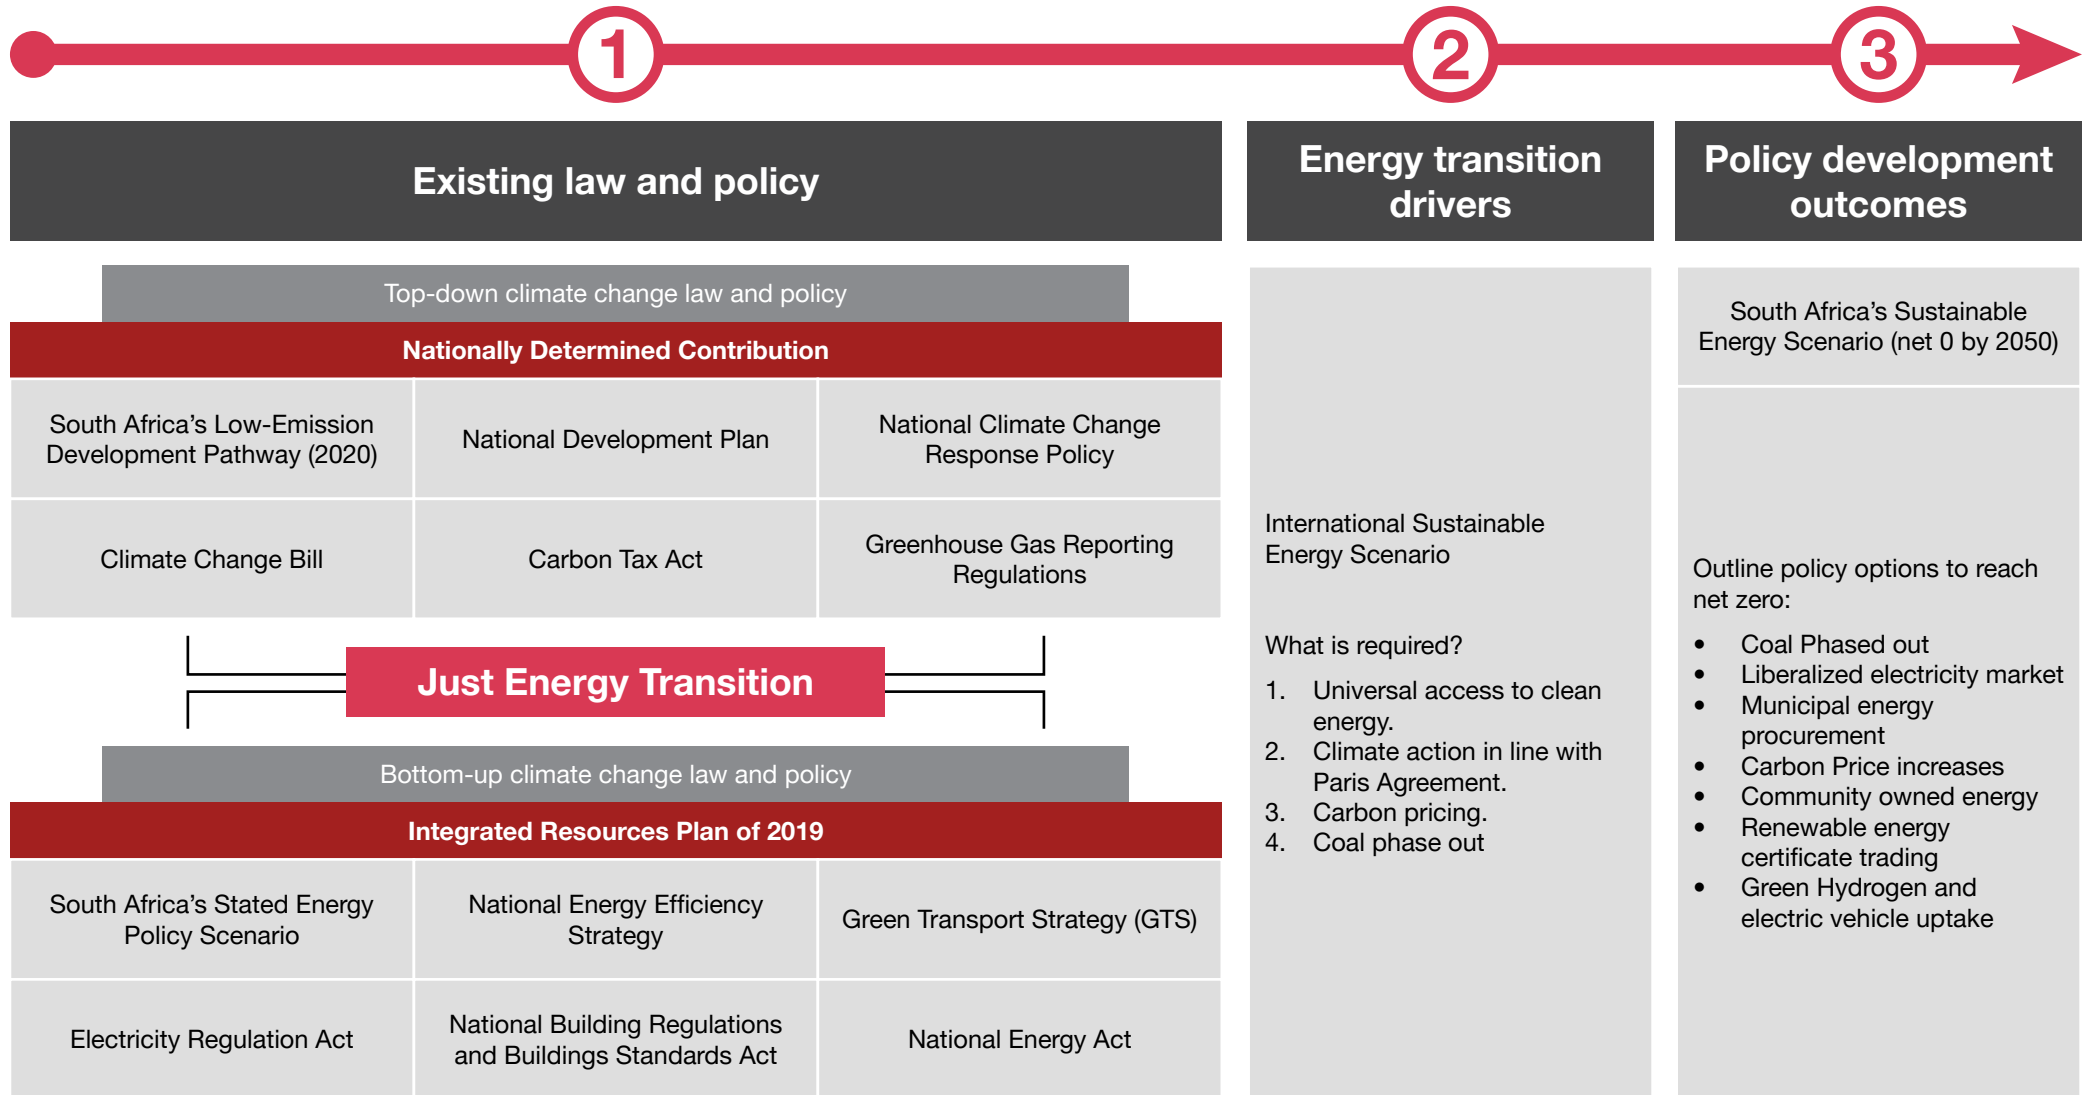 1
2
3
Existing law and policy
Energy transition
drivers
Policy development
outcomes
Top-down climate change law and policy
Nationally Determined Contribution
South Africa’s Low-Emission
Development Pathway (2020)
National Development Plan
National Climate Change
Response Policy
Climate Change Bill
Carbon Tax Act
Greenhouse Gas Reporting
Regulations
Just Energy Transition
Bottom-up climate change law and policy
Integrated Resources Plan of 2019
South Africa’s Stated Energy
Policy Scenario
National Energy Efficiency
Strategy
Green Transport Strategy (GTS)
Electricity Regulation Act
National Building Regulations
and Buildings Standards Act
National Energy Act
International Sustainable
Energy Scenario
What is required?
1. Universal access to clean
energy.
2. Climate action in line with
Paris Agreement.
3. Carbon pricing.
4. Coal phase out
South Africa’s Sustainable
Energy Scenario (net 0 by 2050)
Outline policy options to reach
net zero:
• Coal Phased out
• Liberalized electricity market
• Municipal energy
procurement
• Carbon Price increases
• Community owned energy
• Renewable energy
certificate trading
• Green Hydrogen and
electric vehicle uptake